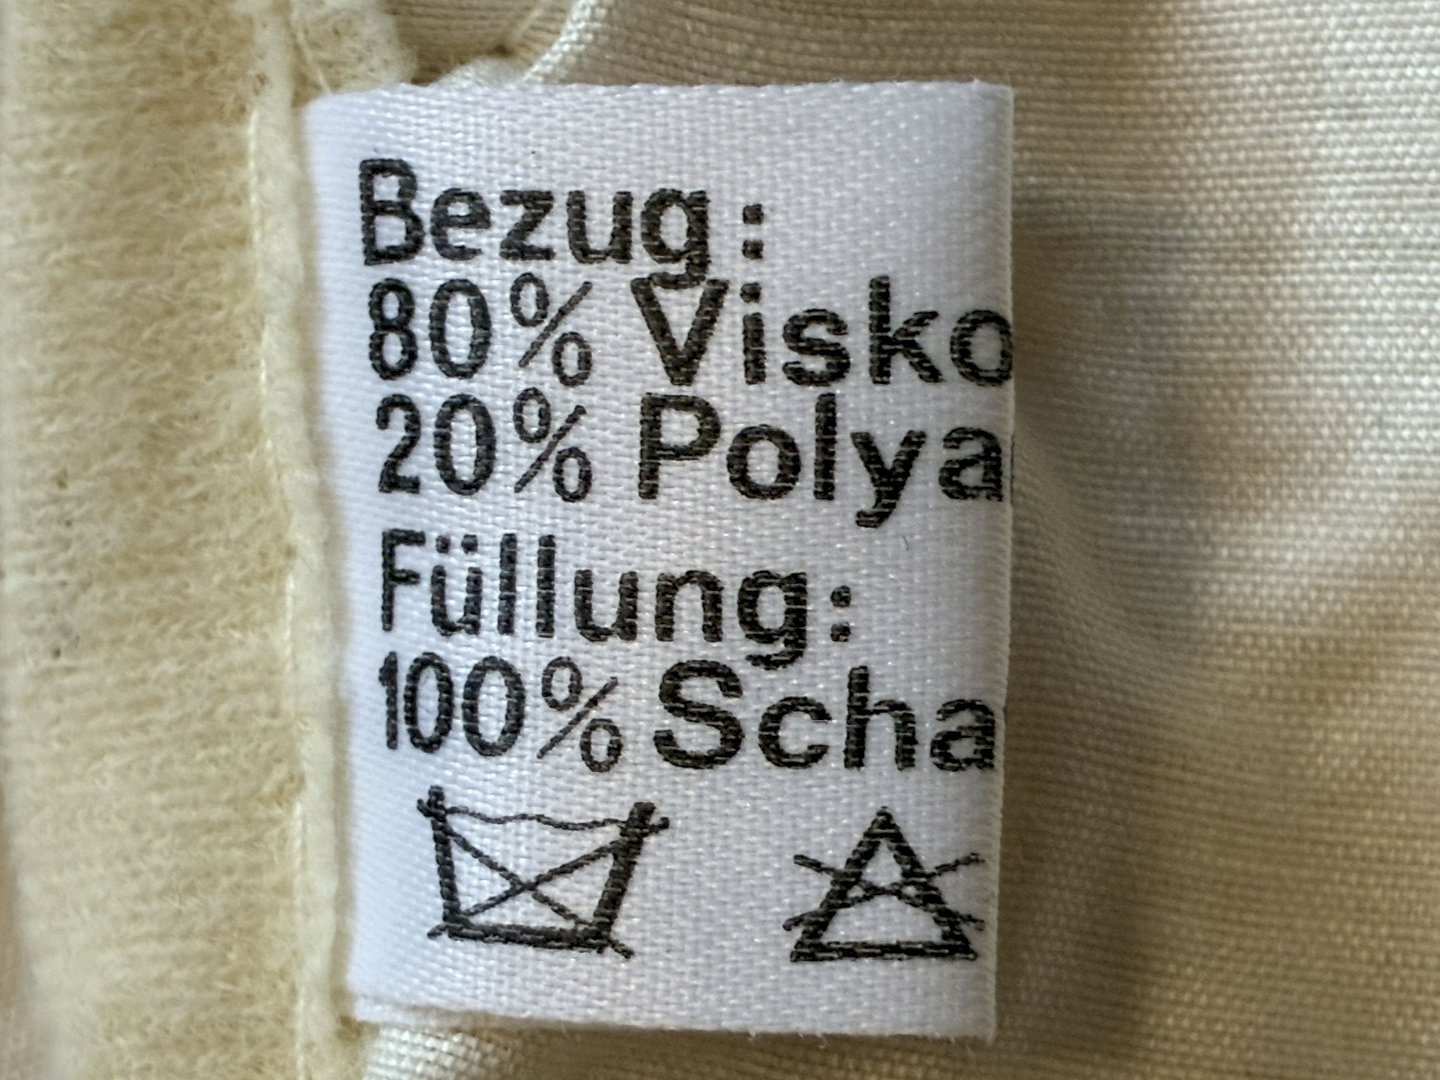 Bezug:
80% Visko
20% Polya
Füllung:
100% Scha